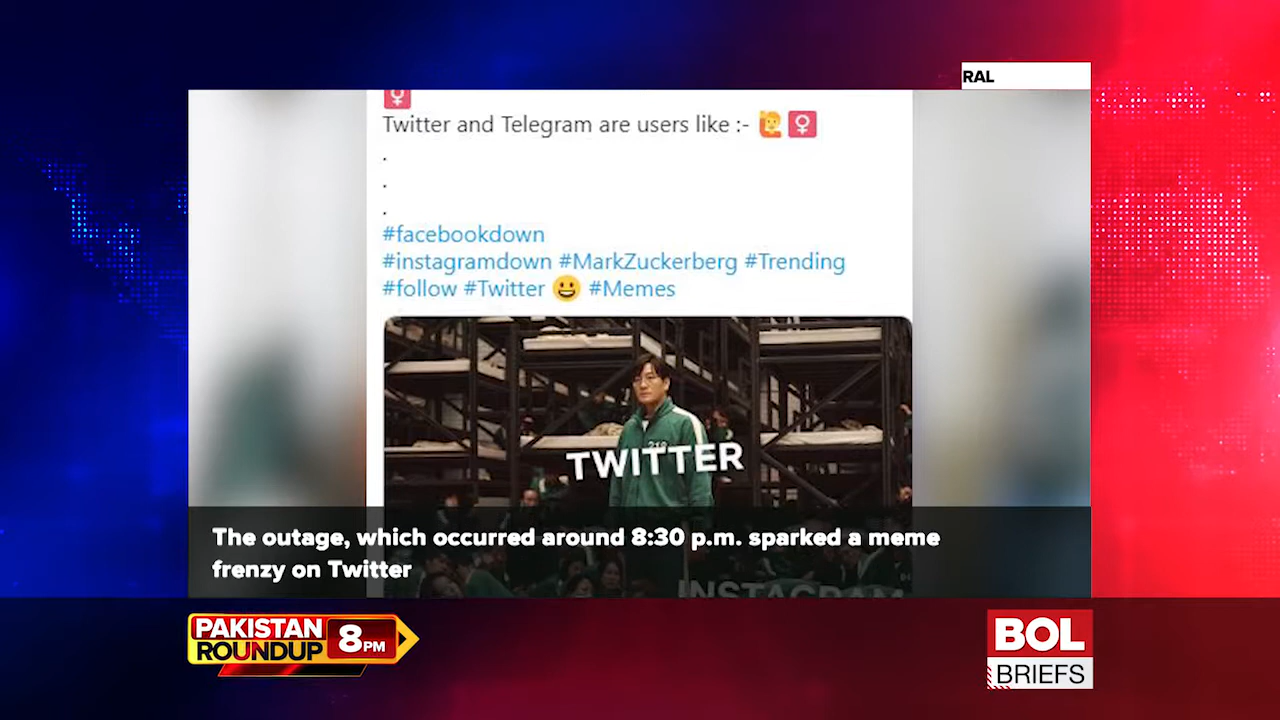 RAL
Twitter and Telegram are users like :-
.
.
.
#facebookdown
#instagramdown #MarkZuckerberg #Trending
#follow #Twitter 😀 #Memes
218
TWITTER
INSTAGRAM
The outage, which occurred around 8:30 p.m. sparked a meme
frenzy on Twitter
PAKISTAN
ROUNDUP
8PM
BOL
BRIEFS